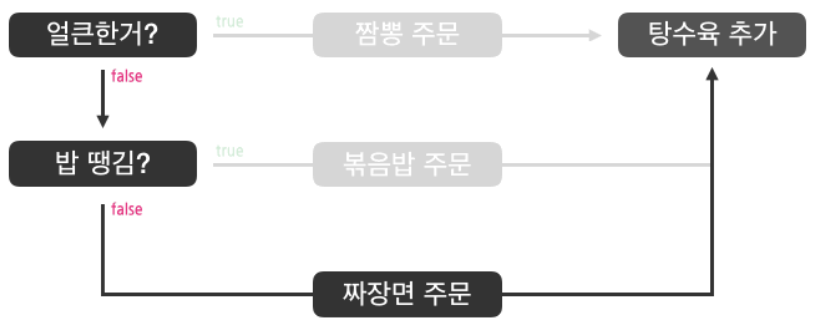 얼큰한거?
true
짬뽕 주문
탕수육 추가
false
밥 땡김?
true
볶음밥 주문
false
짜장면 주문